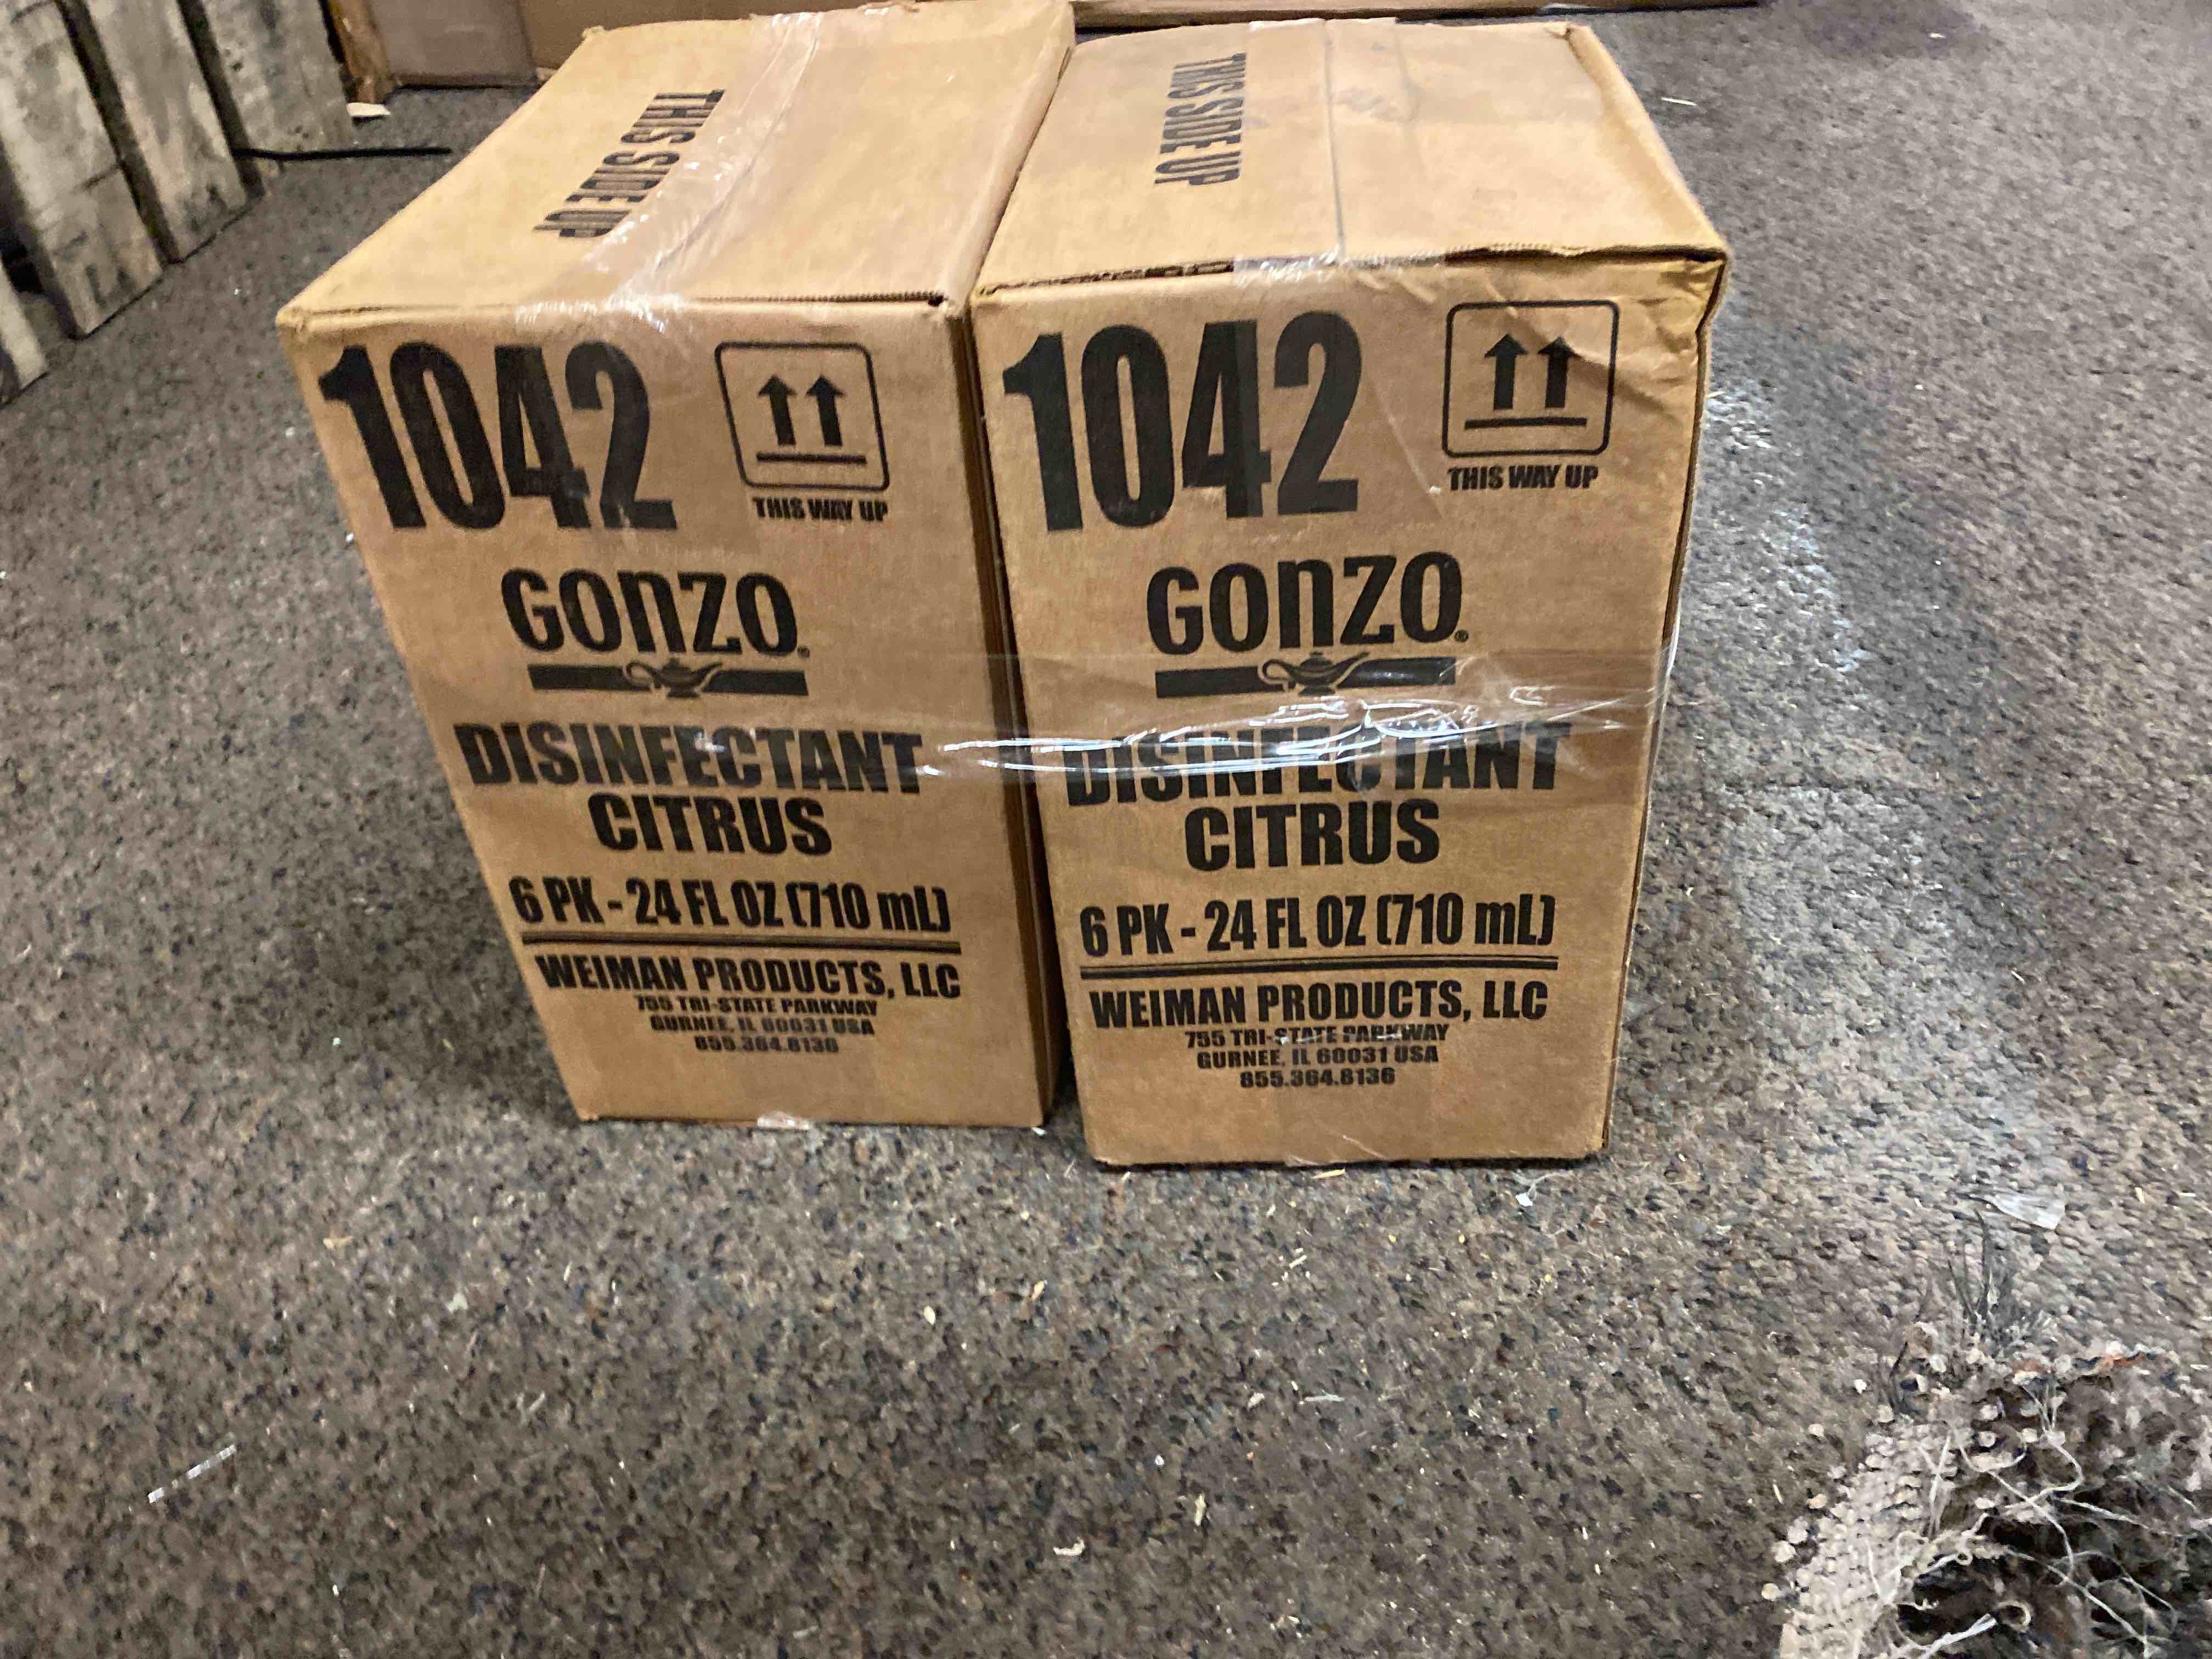 THIS SIDE UP
1042
THIS WAY UP
GONZO®
DISINFECTANT
CITRUS
6 PK - 24 FL OZ (710 mL)
WEIMAN PRODUCTS, LLC
755 TRI-STATE PARKWAY
GURNEE, IL 60031 USA
855.364.8136
THIS SIDE UP
1042
THIS WAY UP
GONZO®
DISINFECTANT
CITRUS
6 PK - 24 FL OZ (710 mL)
WEIMAN PRODUCTS, LLC
755 TRI-STATE PARKWAY
GURNEE, IL 60031 USA
855.364.8136